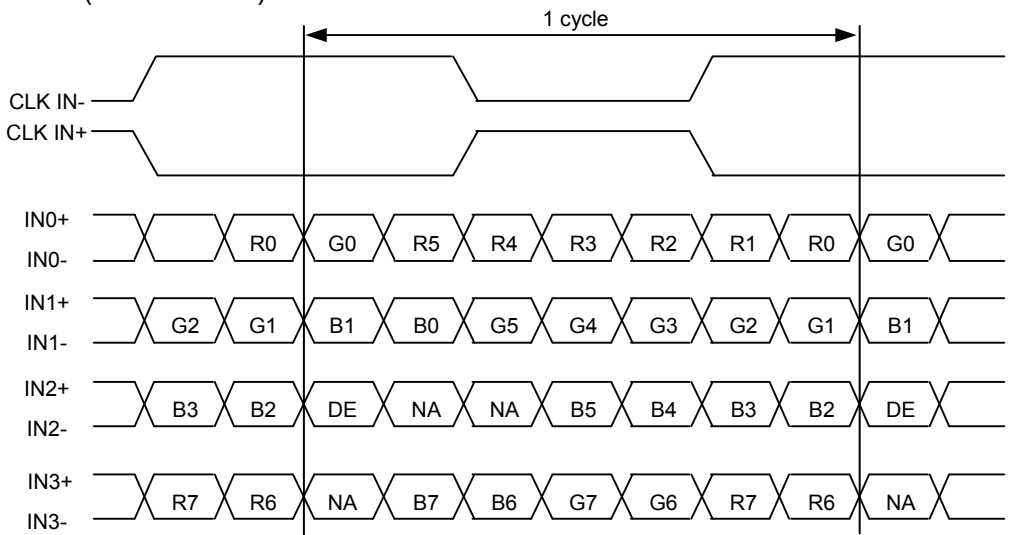 1 cycle
CLK IN-
CLK IN+
IN0+
R0 G0 R5 R4 R3 R2 R1 R0 G0
IN0-
IN1+
G2 G1 B1 B0 G5 G4 G3 G2 G1 B1
IN1-
IN2+
B3 B2 DE NA NA B5 B4 B3 B2 DE
IN2-
IN3+
R7 R6 NA B7 B6 G7 G6 R7 R6 NA
IN3-